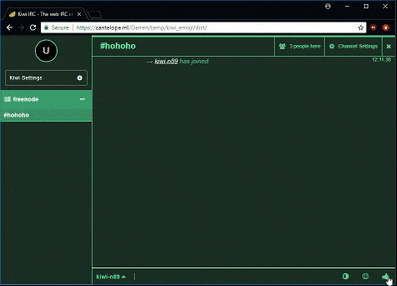 Kiwi IRC - The web IRC c
Secure
https://cantelope.ml/Darren/temp/kiwi_emoji/dist/
U
#hohoho
3 people here
Channel Settings
Kiwi Settings
→ kiwi-n89 has joined
12:11:38
freenode
#hohoho
kiwi-n89